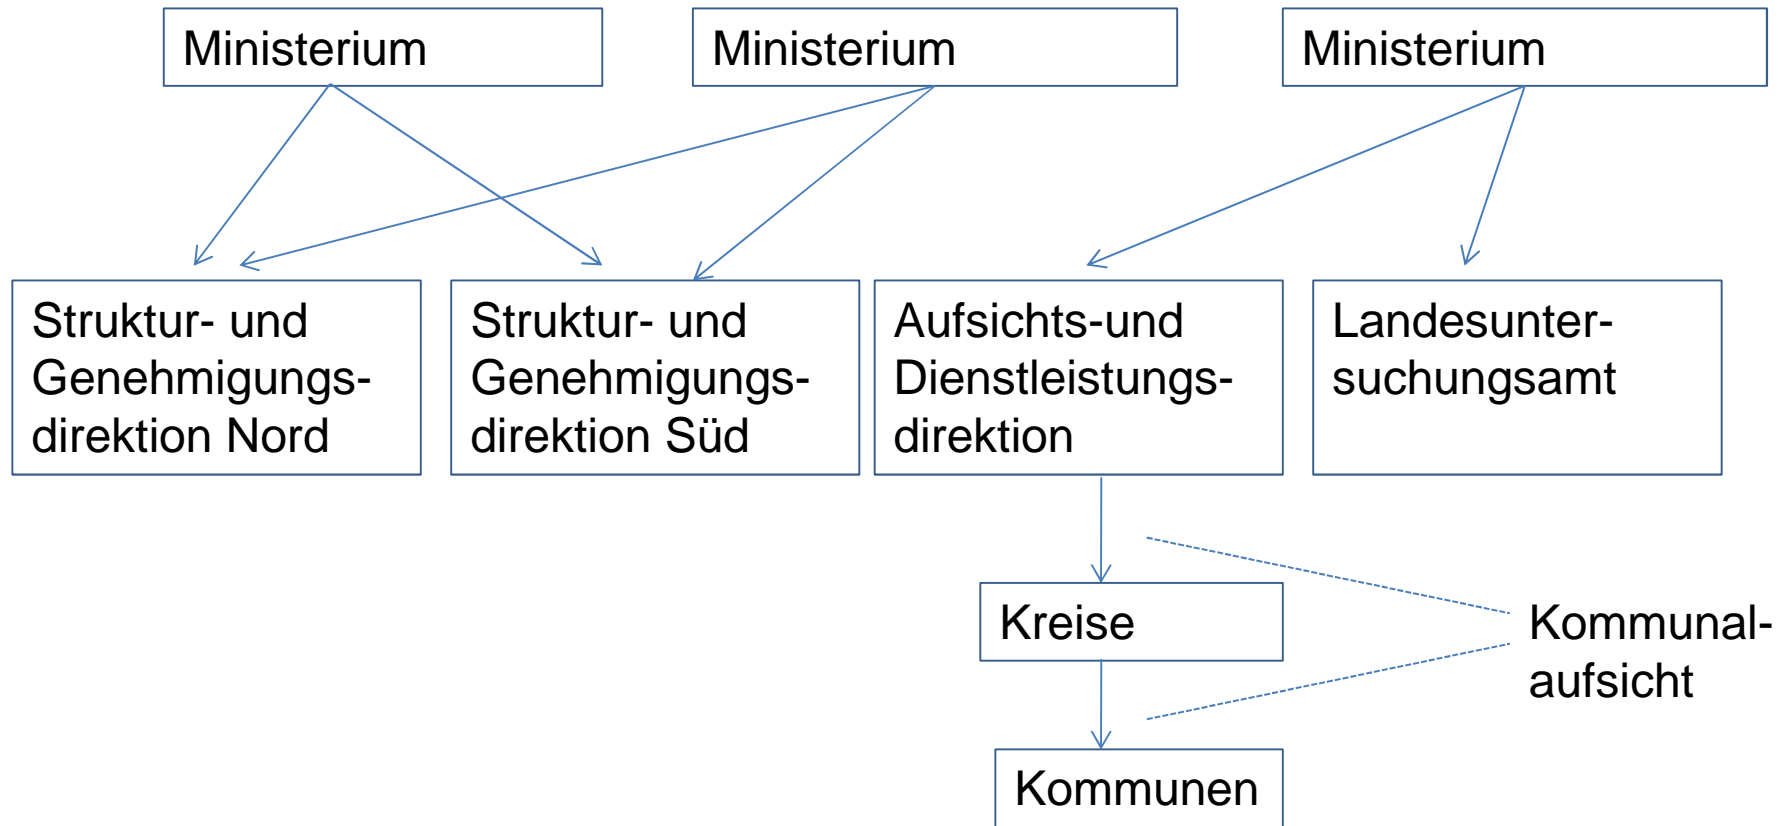 Ministerium
Ministerium
Ministerium
Struktur- und
Genehmigungs-
direktion Nord
Struktur- und
Genehmigungs-
direktion Süd
Aufsichts-und
Dienstleistungs-
direktion
Landesunter-
suchungsamt
Kreise
Kommunal-
aufsicht
Kommunen